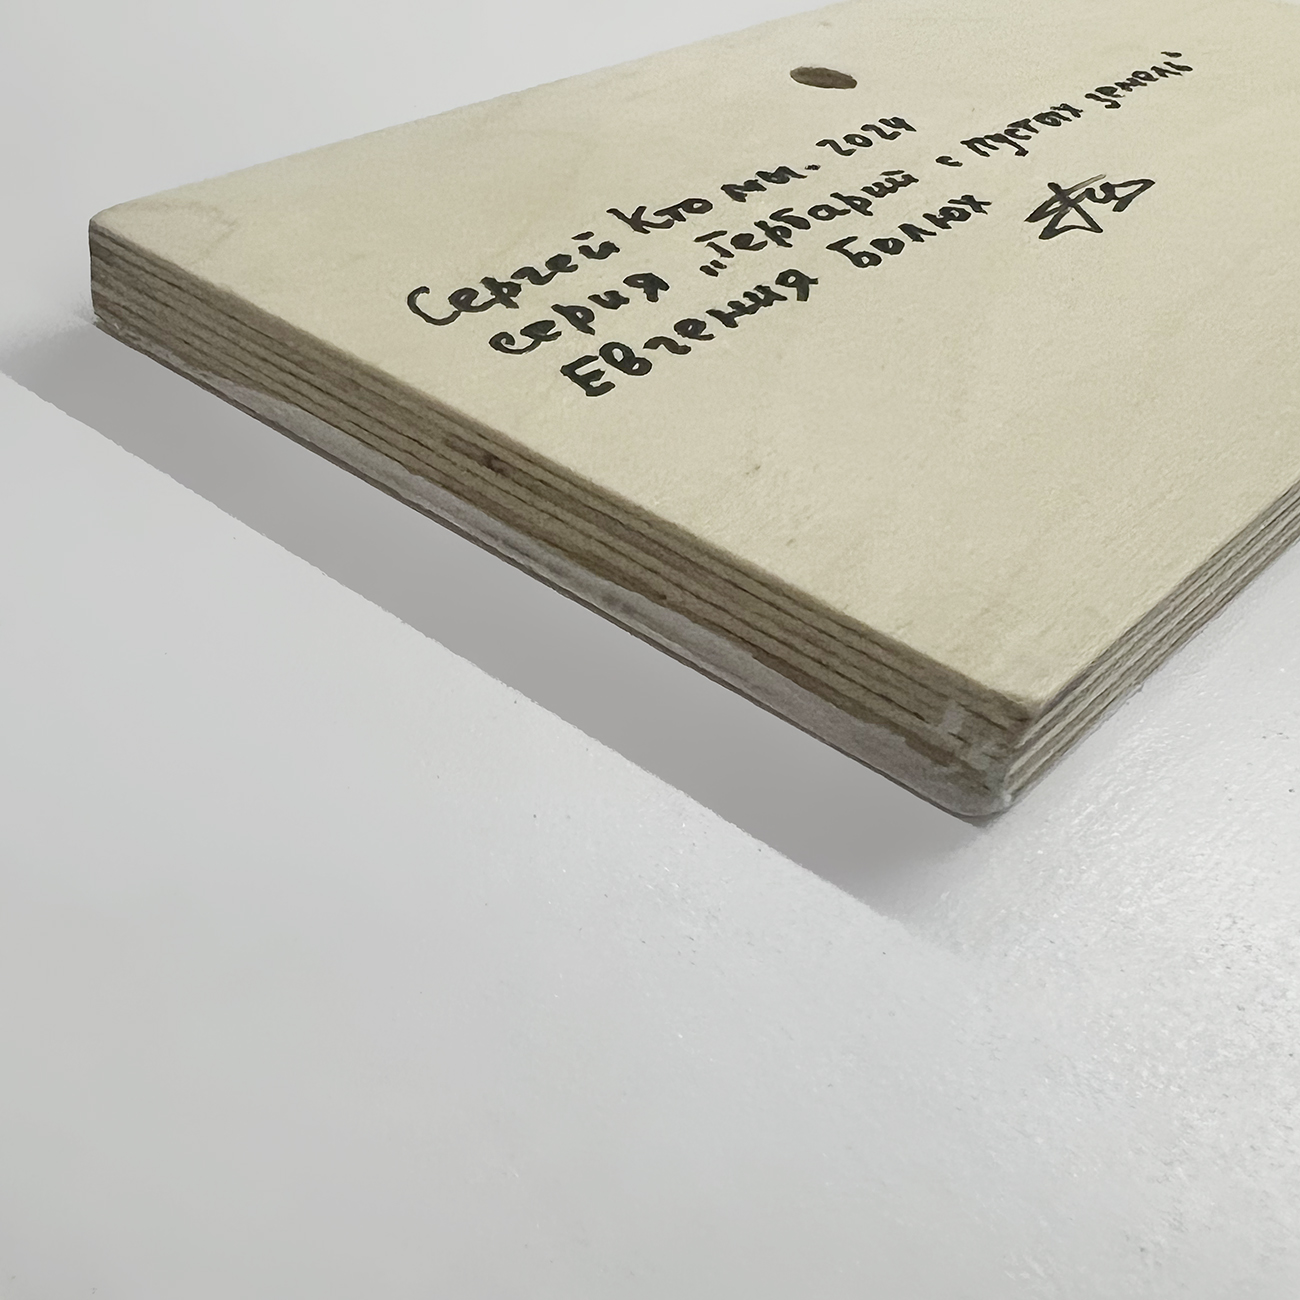 Сергей Кто мы. 2024
серия „Гербарий с пустых земель“
Евгения Болюх